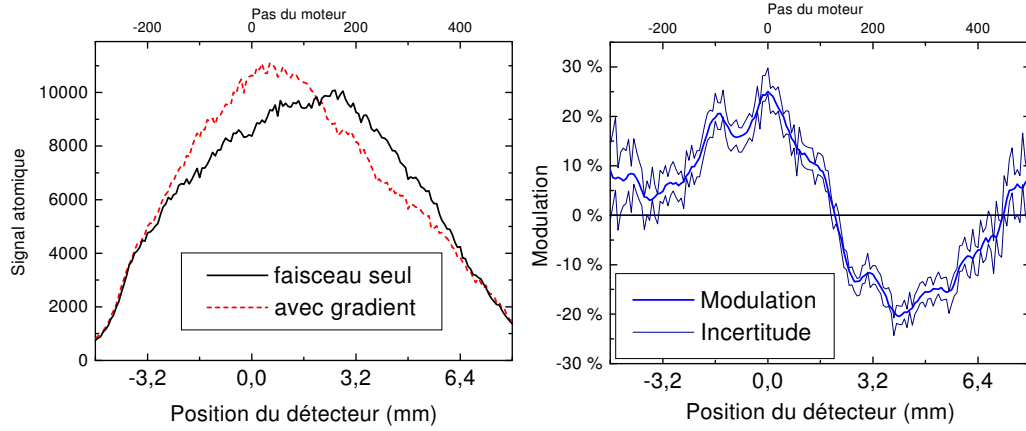 Pas du moteur
-200 0 200 400
Signal atomique
10000
8000
6000
4000
2000
0
faisceau seul
avec gradient
-3,2 0,0 3,2 6,4
Position du détecteur (mm)
Pas du moteur
-200 0 200 400
Modulation
30 %
20 %
10 %
0 %
-10 %
-20 %
-30 %
Modulation
Incertitude
-3,2 0,0 3,2 6,4
Position du détecteur (mm)